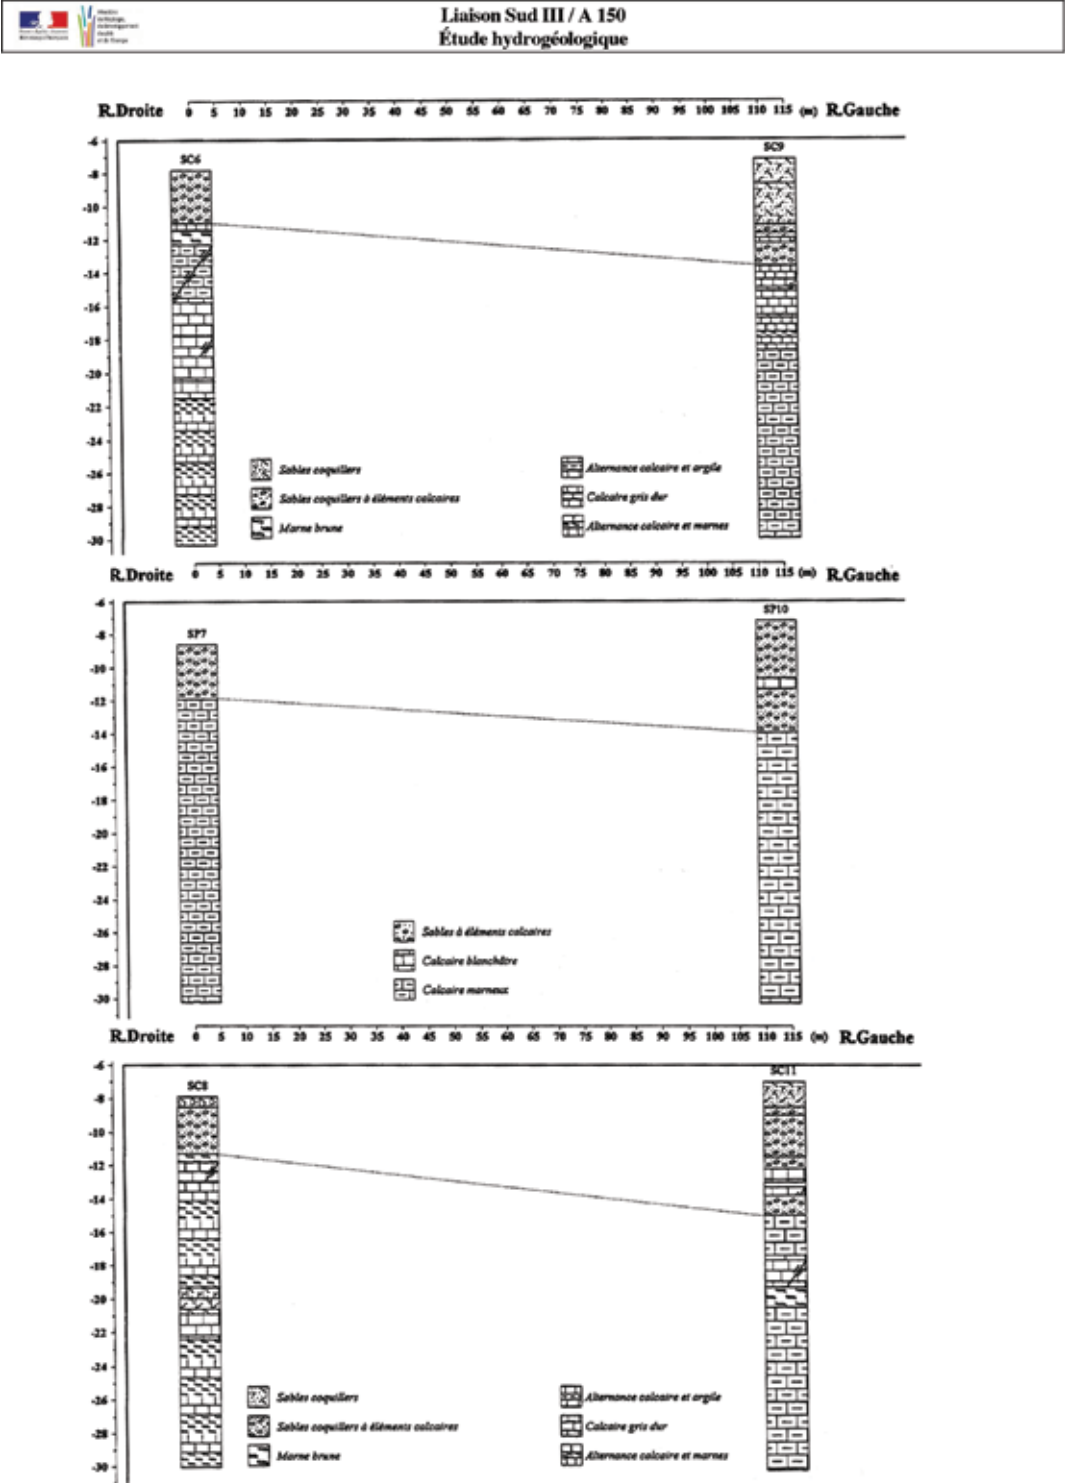 Liaison Sud III / A 150
Étude hydrogéologique
R.Droite 0 5 10 15 20 25 30 35 40 45 50 55 60 65 70 75 80 85 90 95 100 105 110 115 (m) R.Gauche
-6
SC6 SC9
-8
-10
-12
-14
-16
-18
-20
-22
-24
Sables coquillers Alternance calcaire et argile
-26
Sables coquillers à éléments calcaires Calcaire gris dur
-28
Marne brune Alternance calcaire et marnes
-30
R.Droite 0 5 10 15 20 25 30 35 40 45 50 55 60 65 70 75 80 85 90 95 100 105 110 115 (m) R.Gauche
-6
SP7 SP10
-8
-10
-12
-14
-16
-18
-20
-22
-24
-26
Sables à éléments calcaires
Calcaire blanchâtre
-28
Calcaire marneux
-30
R.Droite 0 5 10 15 20 25 30 35 40 45 50 55 60 65 70 75 80 85 90 95 100 105 110 115 (m) R.Gauche
-6
SC8 SC11
-8
-10
-12
-14
-16
-18
-20
-22
-24
Sables coquillers Alternance calcaire et argile
-26
Sables coquillers à éléments calcaires Calcaire gris dur
-28
Marne brune Alternance calcaire et marnes
-30